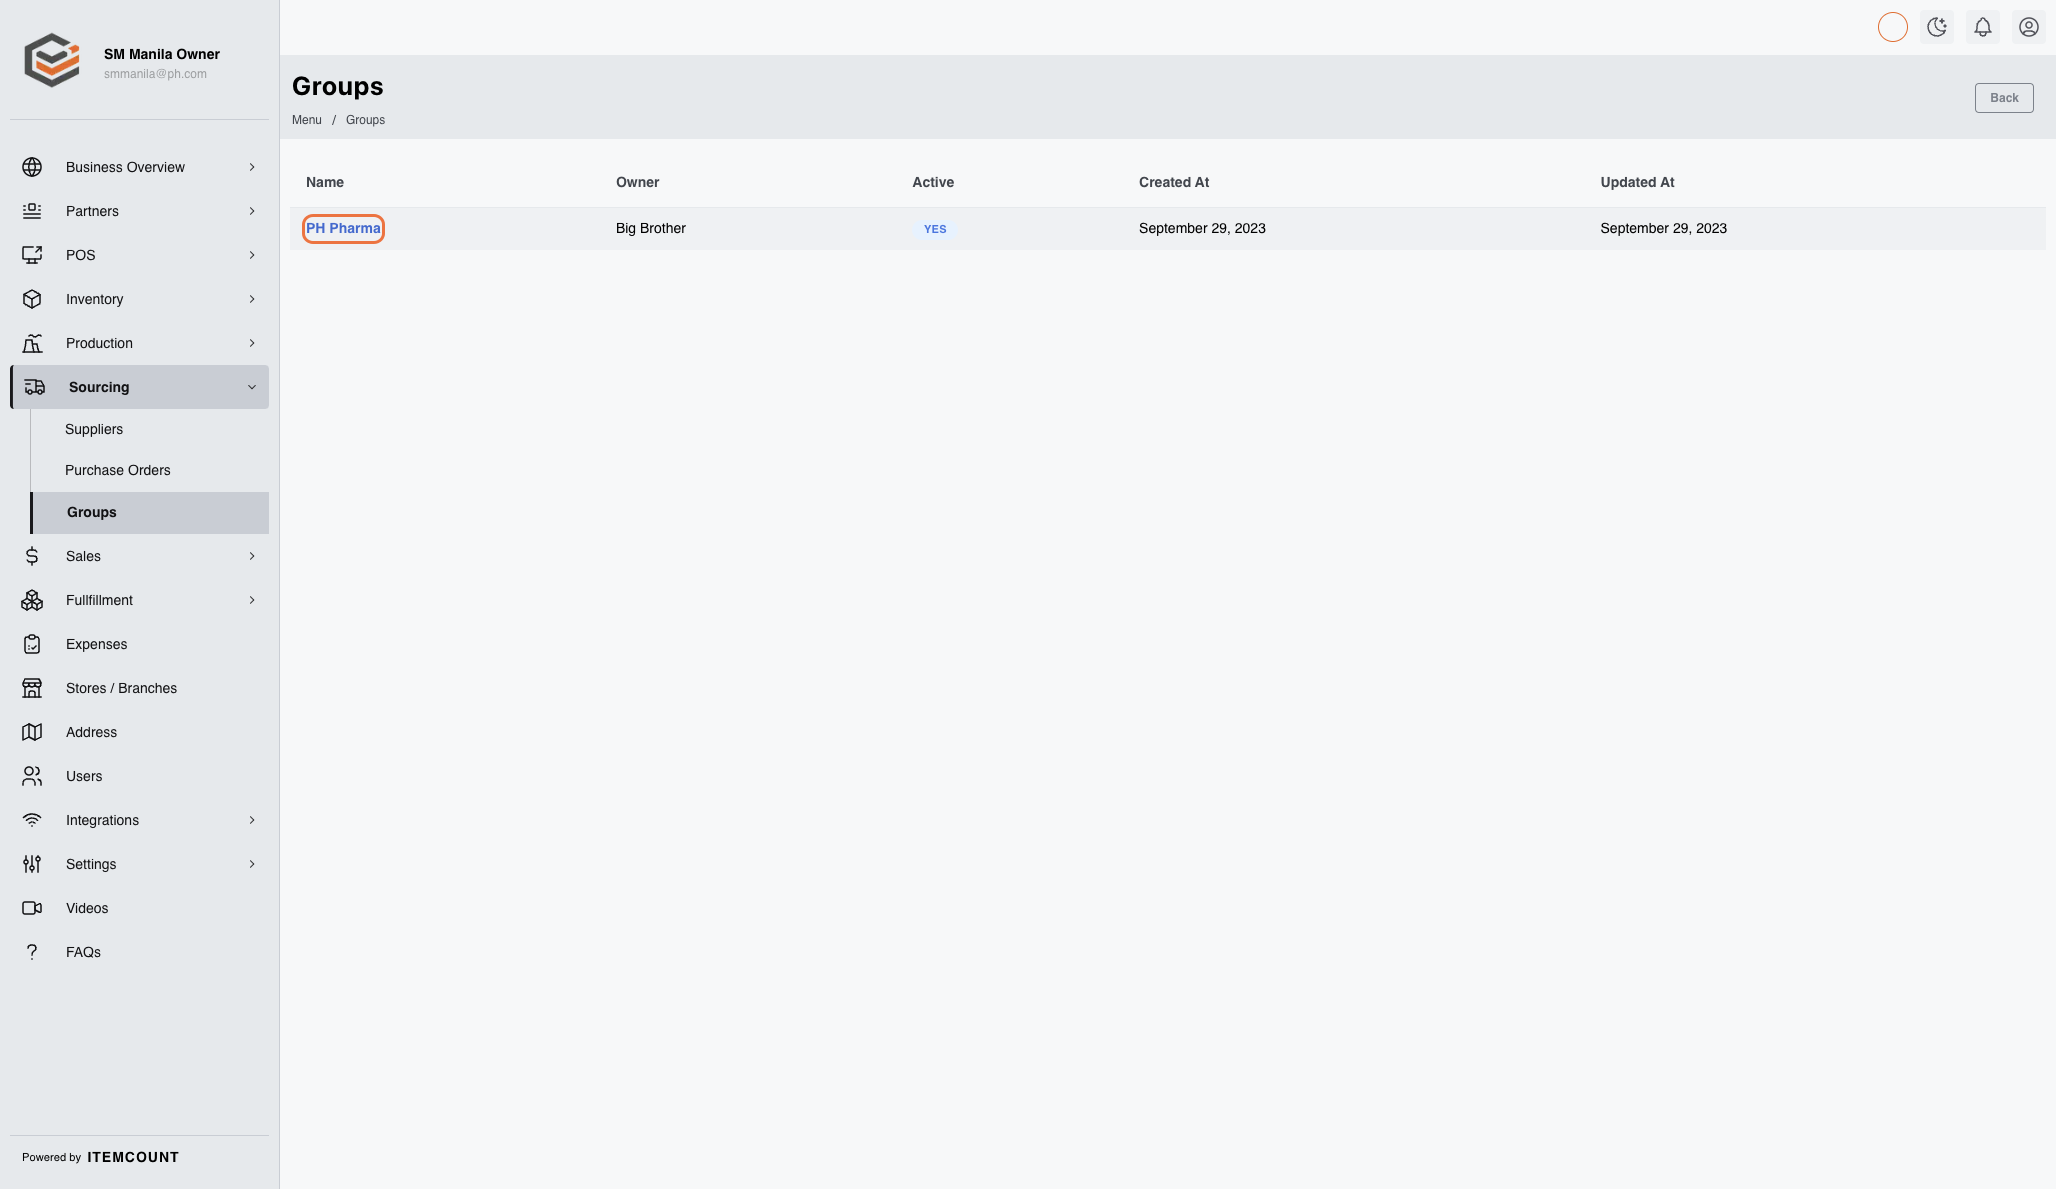 SM Manila Owner
smmanila@ph.com
Business Overview
Partners
POS
Inventory
Production
Sourcing
Suppliers
Purchase Orders
Groups
Sales
Fullfillment
Expenses
Stores / Branches
Address
Users
Integrations
Settings
Videos
FAQs
Powered by ITEMCOUNT
Groups
Menu / Groups
Back
Name Owner Active Created At Updated At
PH Pharma Big Brother YES September 29, 2023 September 29, 2023